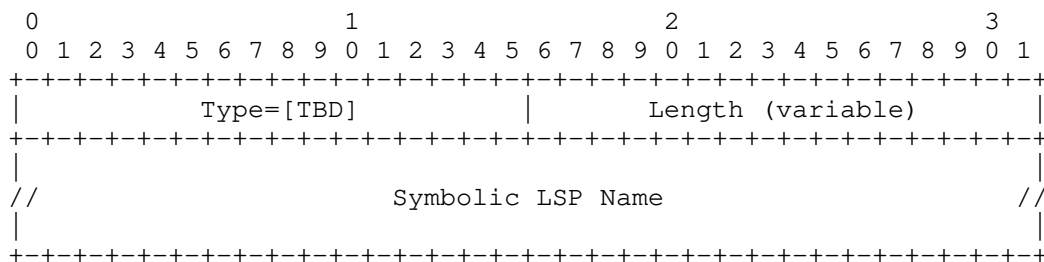 0                   1                   2                   3
 0 1 2 3 4 5 6 7 8 9 0 1 2 3 4 5 6 7 8 9 0 1 2 3 4 5 6 7 8 9 0 1
+-+-+-+-+-+-+-+-+-+-+-+-+-+-+-+-+-+-+-+-+-+-+-+-+-+-+-+-+-+-+-+-+
|           Type=[TBD]          |       Length (variable)       |
+-+-+-+-+-+-+-+-+-+-+-+-+-+-+-+-+-+-+-+-+-+-+-+-+-+-+-+-+-+-+-+-+
|                                                               |
//                      Symbolic LSP Name                      //
|                                                               |
+-+-+-+-+-+-+-+-+-+-+-+-+-+-+-+-+-+-+-+-+-+-+-+-+-+-+-+-+-+-+-+-+